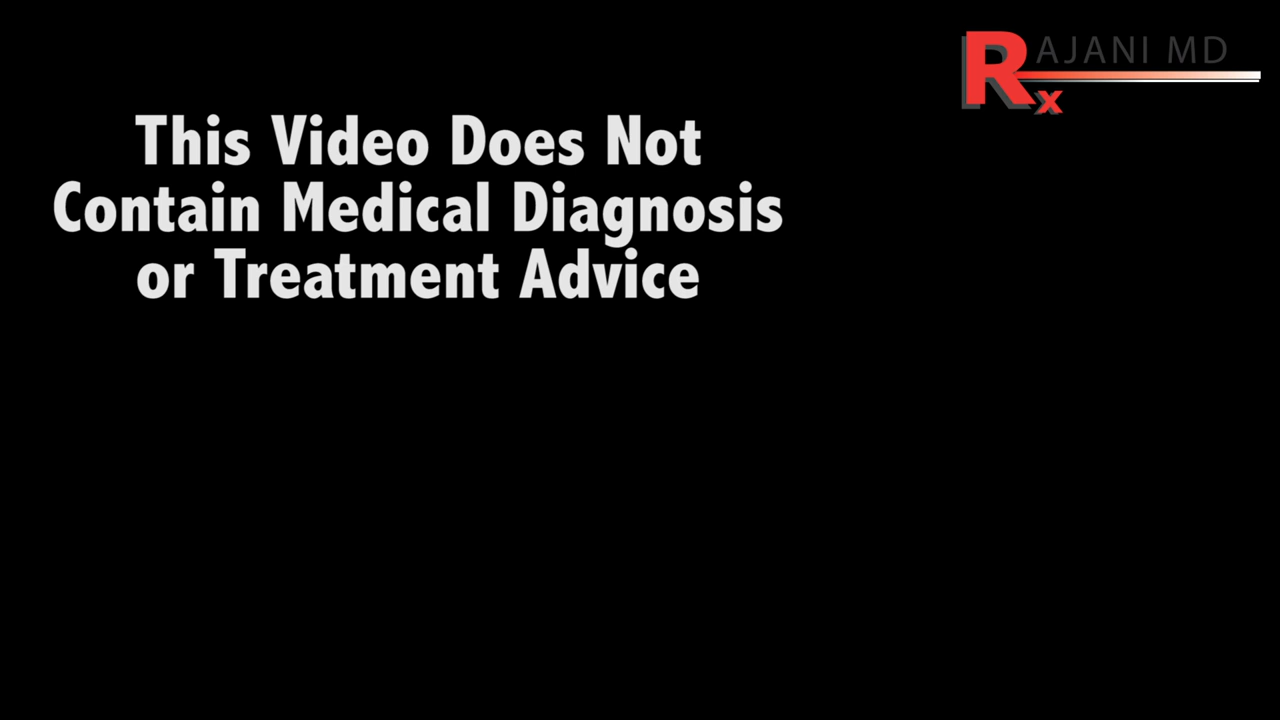 RAJANI MD
x
This Video Does Not
Contain Medical Diagnosis
or Treatment Advice